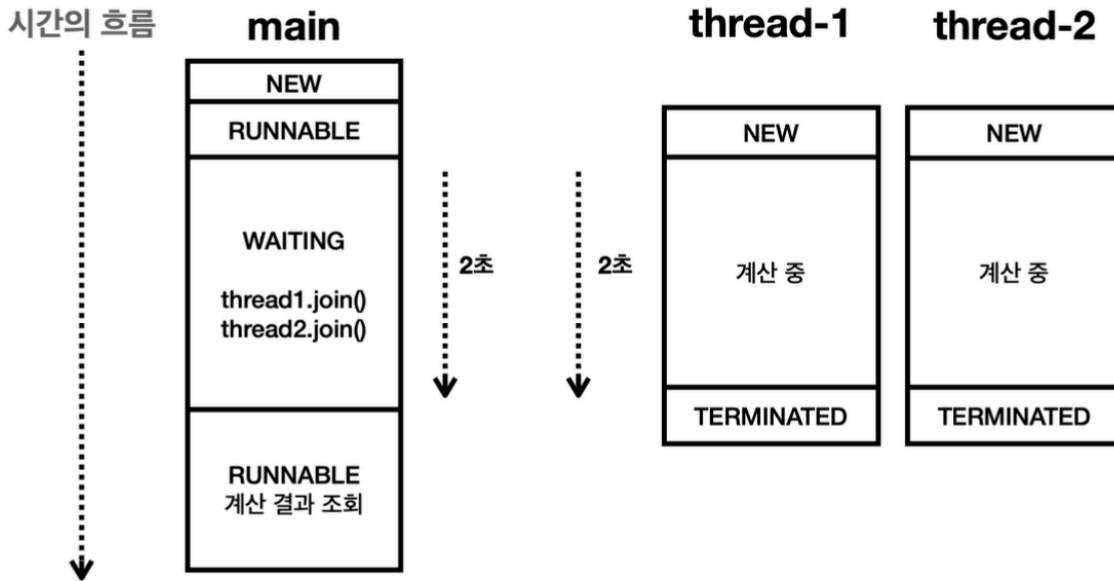 시간의 흐름
main
NEW
RUNNABLE
WAITING
thread1.join()
thread2.join()
RUNNABLE
계산 결과 조회
2초
2초
thread-1
NEW
계산 중
TERMINATED
thread-2
NEW
계산 중
TERMINATED